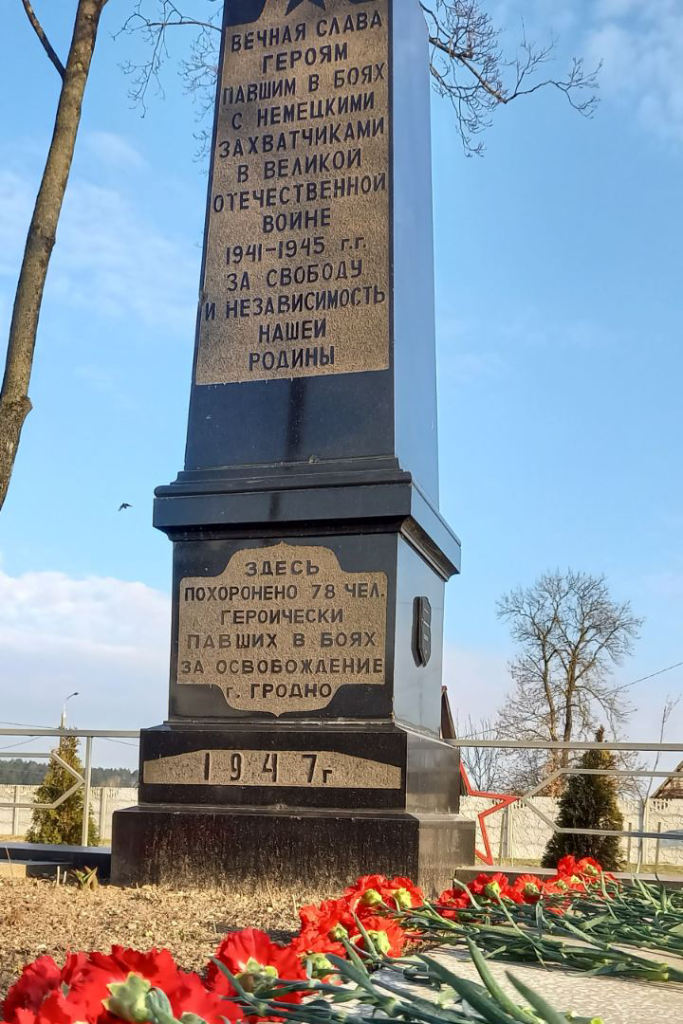 ВЕЧНАЯ СЛАВА
ГЕРОЯМ
ПАВШИМ В БОЯХ
С НЕМЕЦКИМИ
ЗАХВАТЧИКАМИ
В ВЕЛИКОЙ
ОТЕЧЕСТВЕННОЙ
ВОЙНЕ
1941-1945 г.г.
ЗА СВОБОДУ
И НЕЗАВИСИМОСТЬ
НАШЕЙ
РОДИНЫ
ЗДЕСЬ
ПОХОРОНЕНО 78 ЧЕЛ.
ГЕРОИЧЕСКИ
ПАВШИХ В БОЯХ
ЗА ОСВОБОЖДЕНИЕ
г. ГРОДНО
1947г